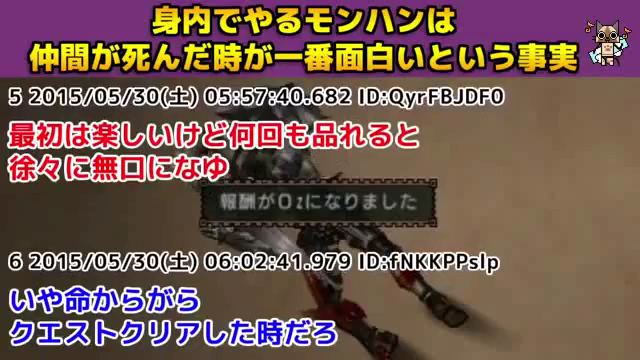 身内でやるモンハンは
仲間が死んだ時が一番面白いという事実
5 2015/05/30(土) 05:57:40.682 ID:QyrFBJDF0
最初は楽しいけど何回も品れると
徐々に無口になゆ
報酬が0zになりました
6 2015/05/30(土) 06:02:41.979 ID:fNKKPPslp
いや命からがら
クエストクリアした時だろ